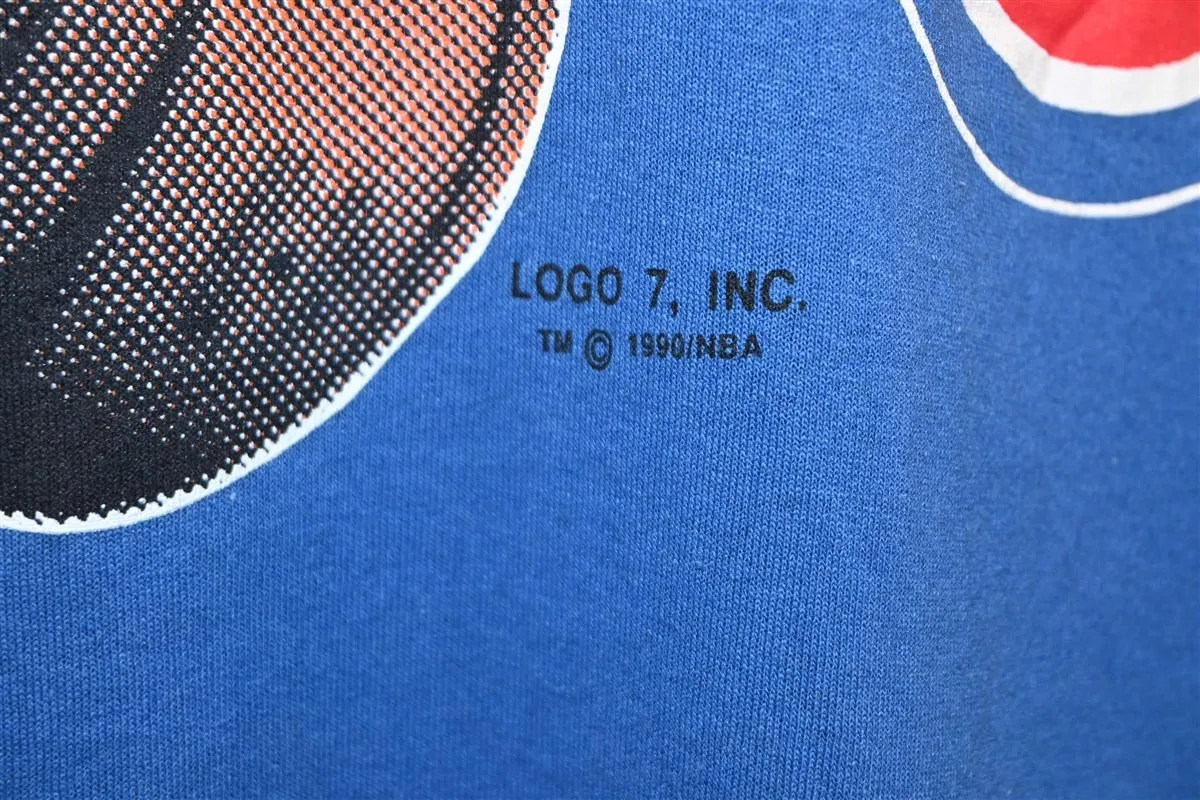 LOGO 7, INC.
TM © 1990/NBA